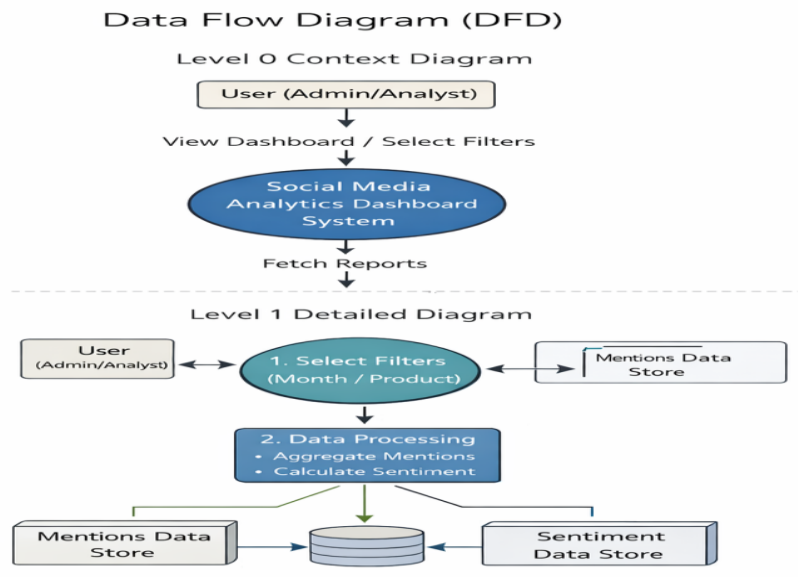 Data Flow Diagram (DFD)
Level 0 Context Diagram
User (Admin/Analyst)
View Dashboard / Select Filters
Social Media
Analytics Dashboard
System
Fetch Reports
Level 1 Detailed Diagram
User
(Admin/Analyst)
1. Select Filters
(Month / Product)
Mentions Data
Store
2. Data Processing
• Aggregate Mentions
• Calculate Sentiment
Mentions Data
Store
Sentiment
Data Store